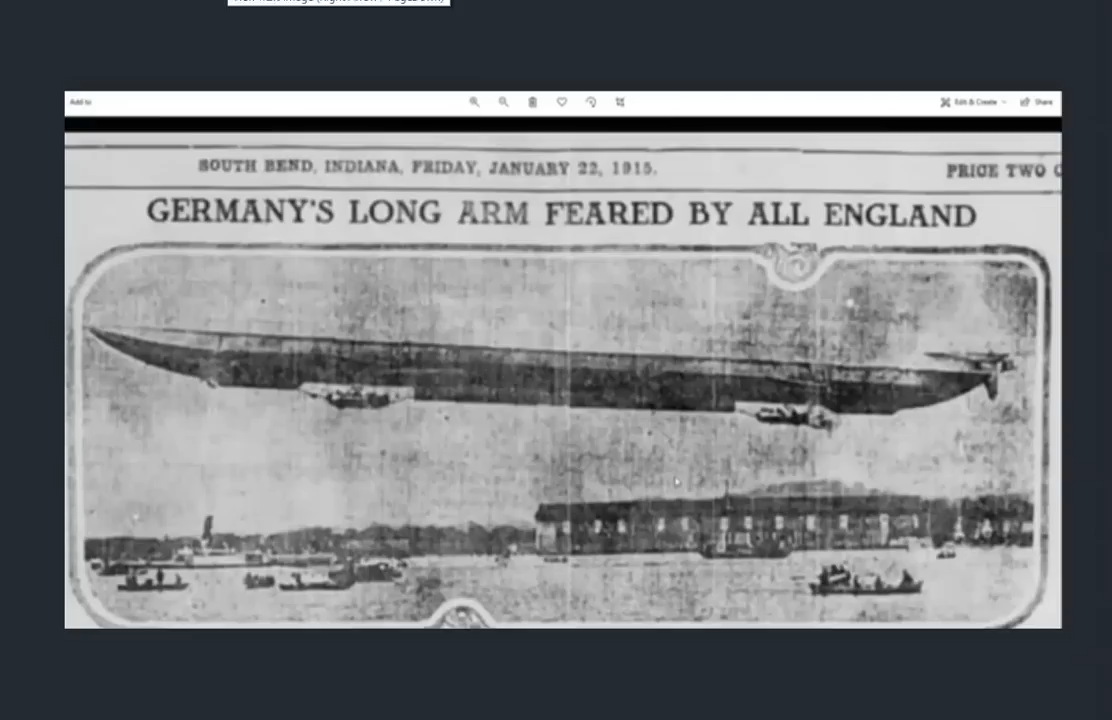 Add to
Edit & Create
Share
SOUTH BEND, INDIANA, FRIDAY, JANUARY 22, 1915.
PRICE TWO C
GERMANY'S LONG ARM FEARED BY ALL ENGLAND